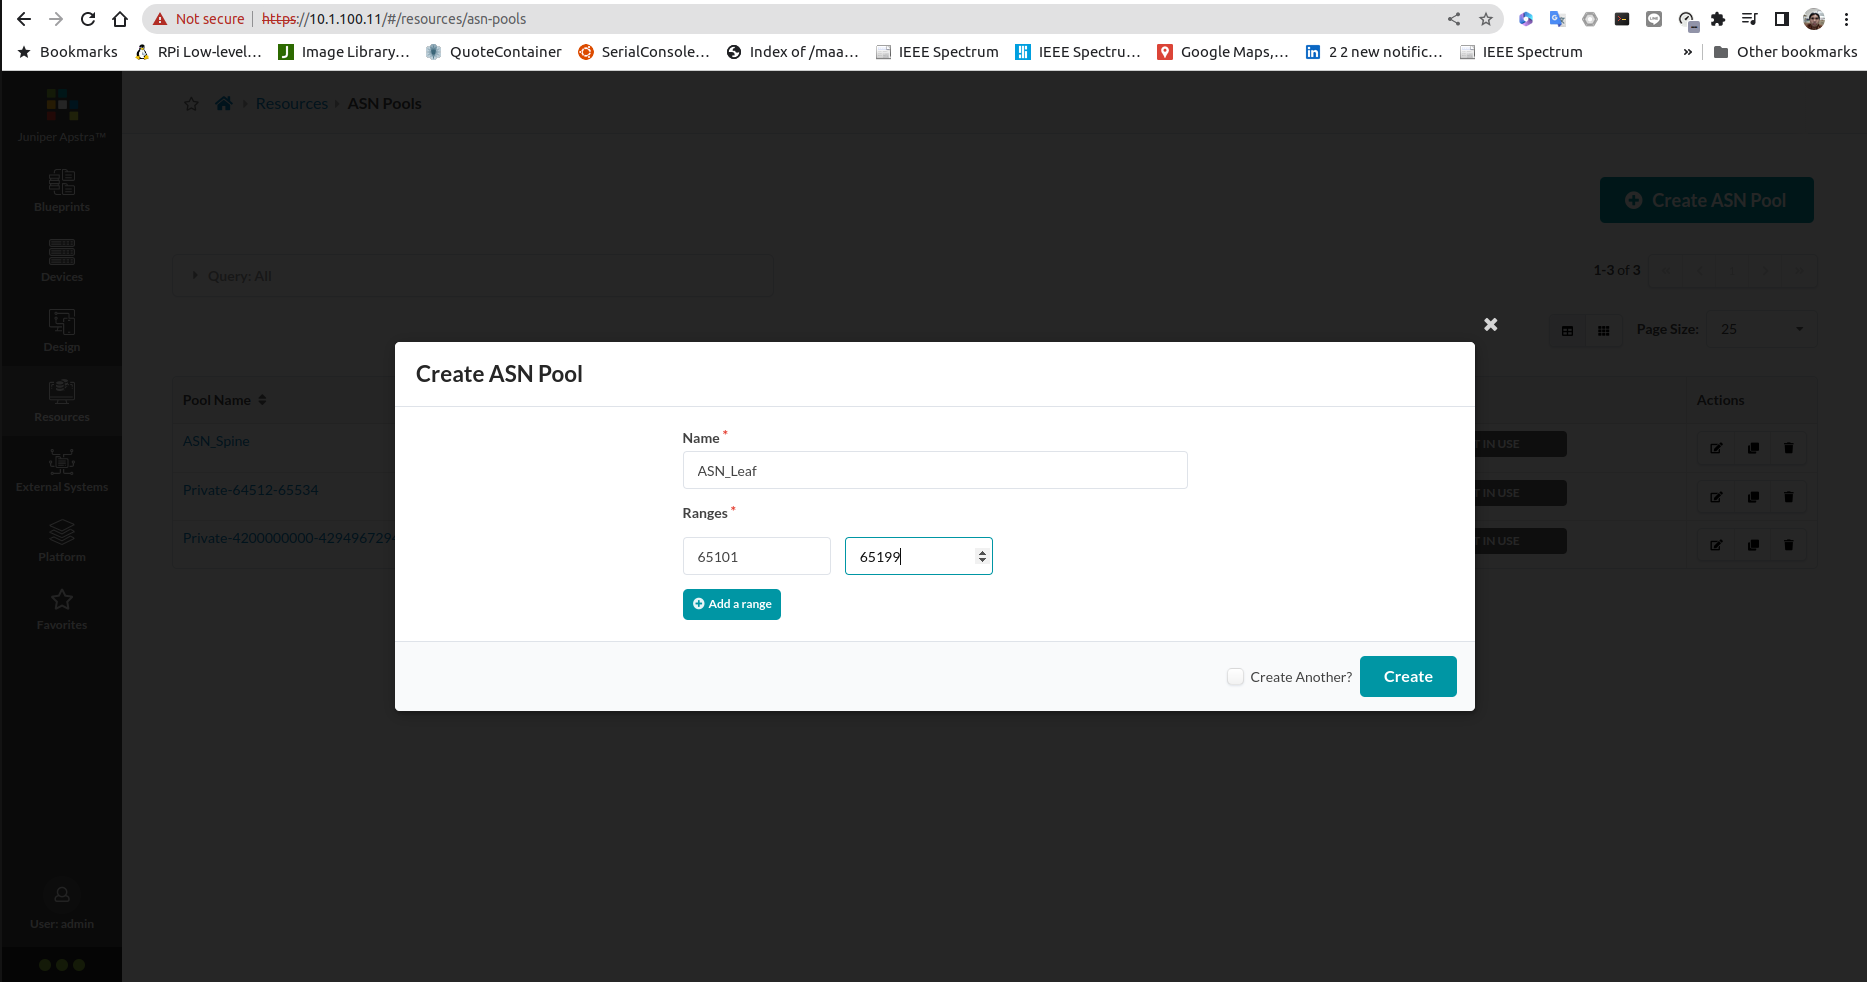 Not secure https://10.1.100.11/#/resources/asn-pools
Bookmarks RPi Low-level... Image Library... QuoteContainer SerialConsole... Index of /maa... IEEE Spectrum IEEE Spectru... Google Maps,... 2 2 new notific... IEEE Spectrum » Other bookmarks
Juniper Apstra™
Resources ASN Pools
Blueprints
Create ASN Pool
Devices
Query: All
1-3 of 3
Design
Page Size: 25
Resources
Pool Name
Actions
ASN_Spine
T IN USE
External Systems
Private-64512-65534
T IN USE
Private-4200000000-429496729
T IN USE
Platform
Favorites
User: admin
Create ASN Pool
Name *
ASN_Leaf
Ranges *
65101 65199
Add a range
Create Another? Create